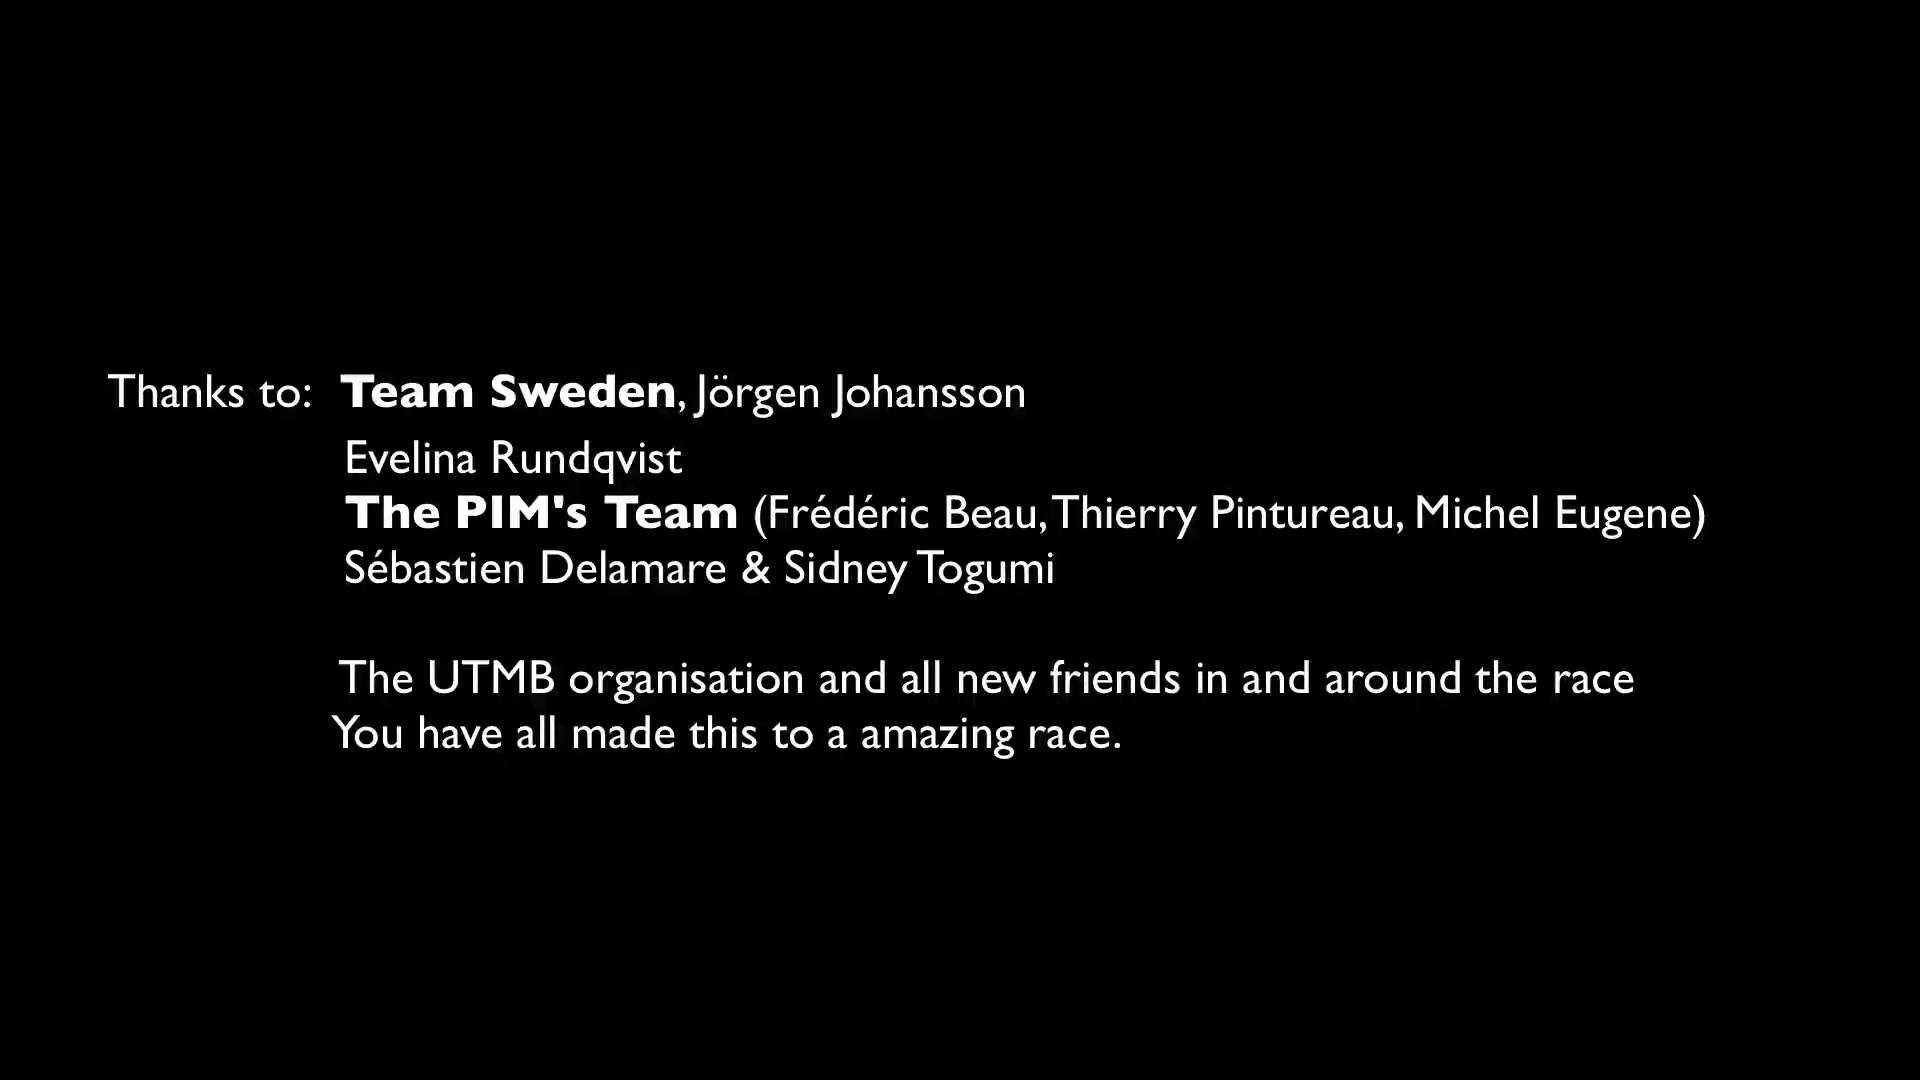 Thanks to: Team Sweden, Jörgen Johansson
Evelina Rundqvist
The PIM's Team (Frédéric Beau, Thierry Pintureau, Michel Eugene)
Sébastien Delamare & Sidney Togumi
The UTMB organisation and all new friends in and around the race
You have all made this to a amazing race.